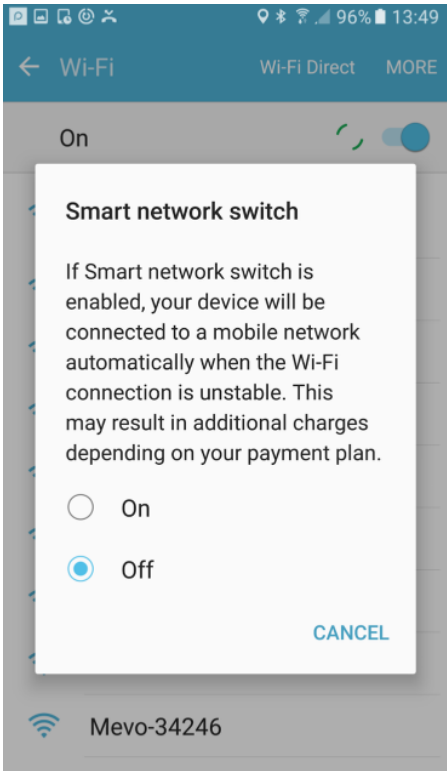 96% 13:49
Wi-Fi Wi-Fi Direct MORE
On
Smart network switch
If Smart network switch is
enabled, your device will be
connected to a mobile network
automatically when the Wi-Fi
connection is unstable. This
may result in additional charges
depending on your payment plan.
On
Off
CANCEL
Mevo-34246